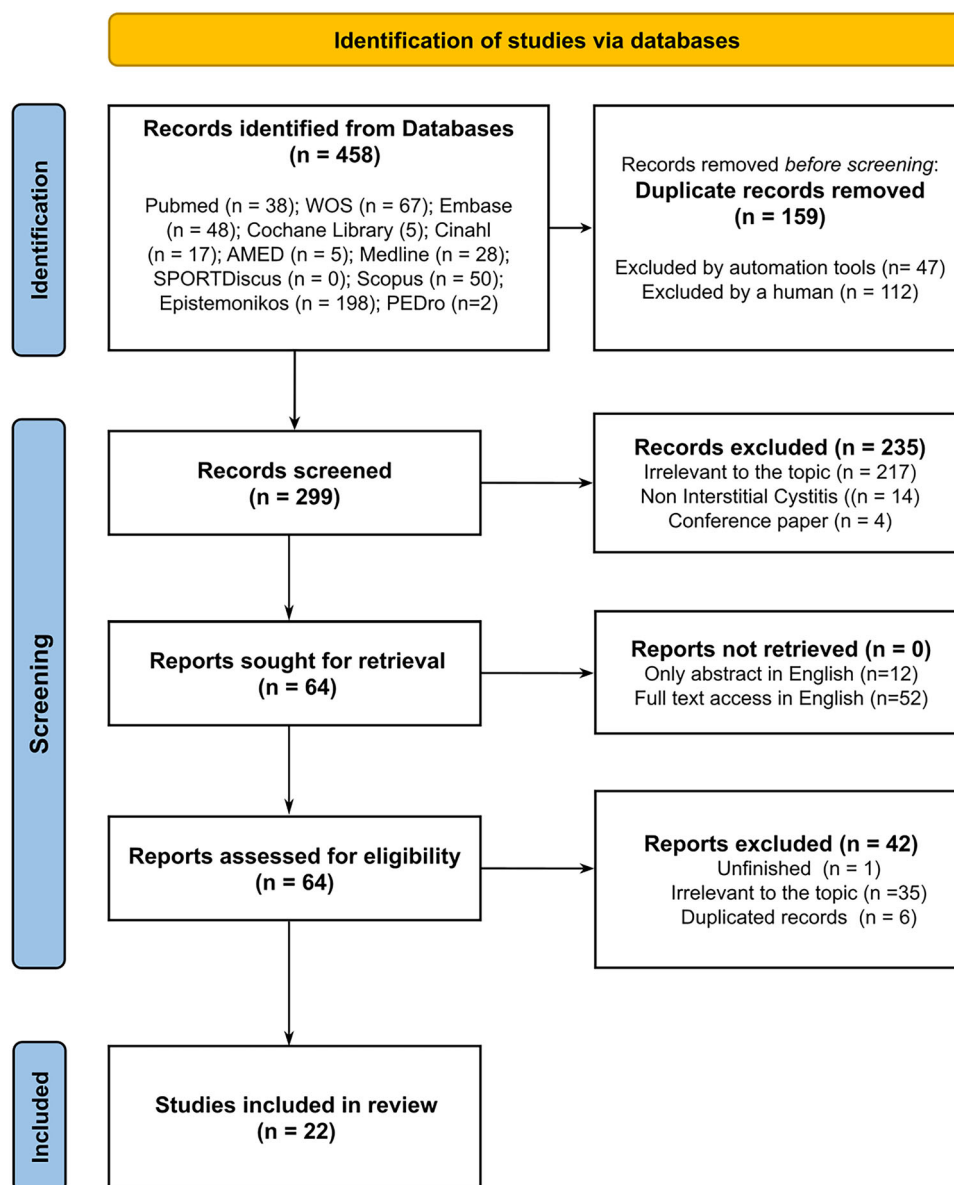 Identification of studies via databases
Identification
Records identified from Databases
(n = 458)
Pubmed (n = 38); WOS (n = 67); Embase
(n = 48); Cochane Library (5); Cinahl
(n = 17); AMED (n = 5); Medline (n = 28);
SPORTDiscus (n = 0); Scopus (n = 50);
Epistemonikos (n = 198); PEDro (n=2)
Records removed before screening:
Duplicate records removed
(n = 159)
Excluded by automation tools (n= 47)
Excluded by a human (n = 112)
Screening
Records screened
(n = 299)
Records excluded (n = 235)
Irrelevant to the topic (n = 217)
Non Interstitial Cystitis ((n = 14)
Conference paper (n = 4)
Reports sought for retrieval
(n = 64)
Reports not retrieved (n = 0)
Only abstract in English (n=12)
Full text access in English (n=52)
Reports assessed for eligibility
(n = 64)
Reports excluded (n = 42)
Unfinished (n = 1)
Irrelevant to the topic (n =35)
Duplicated records (n = 6)
Included
Studies included in review
(n = 22)